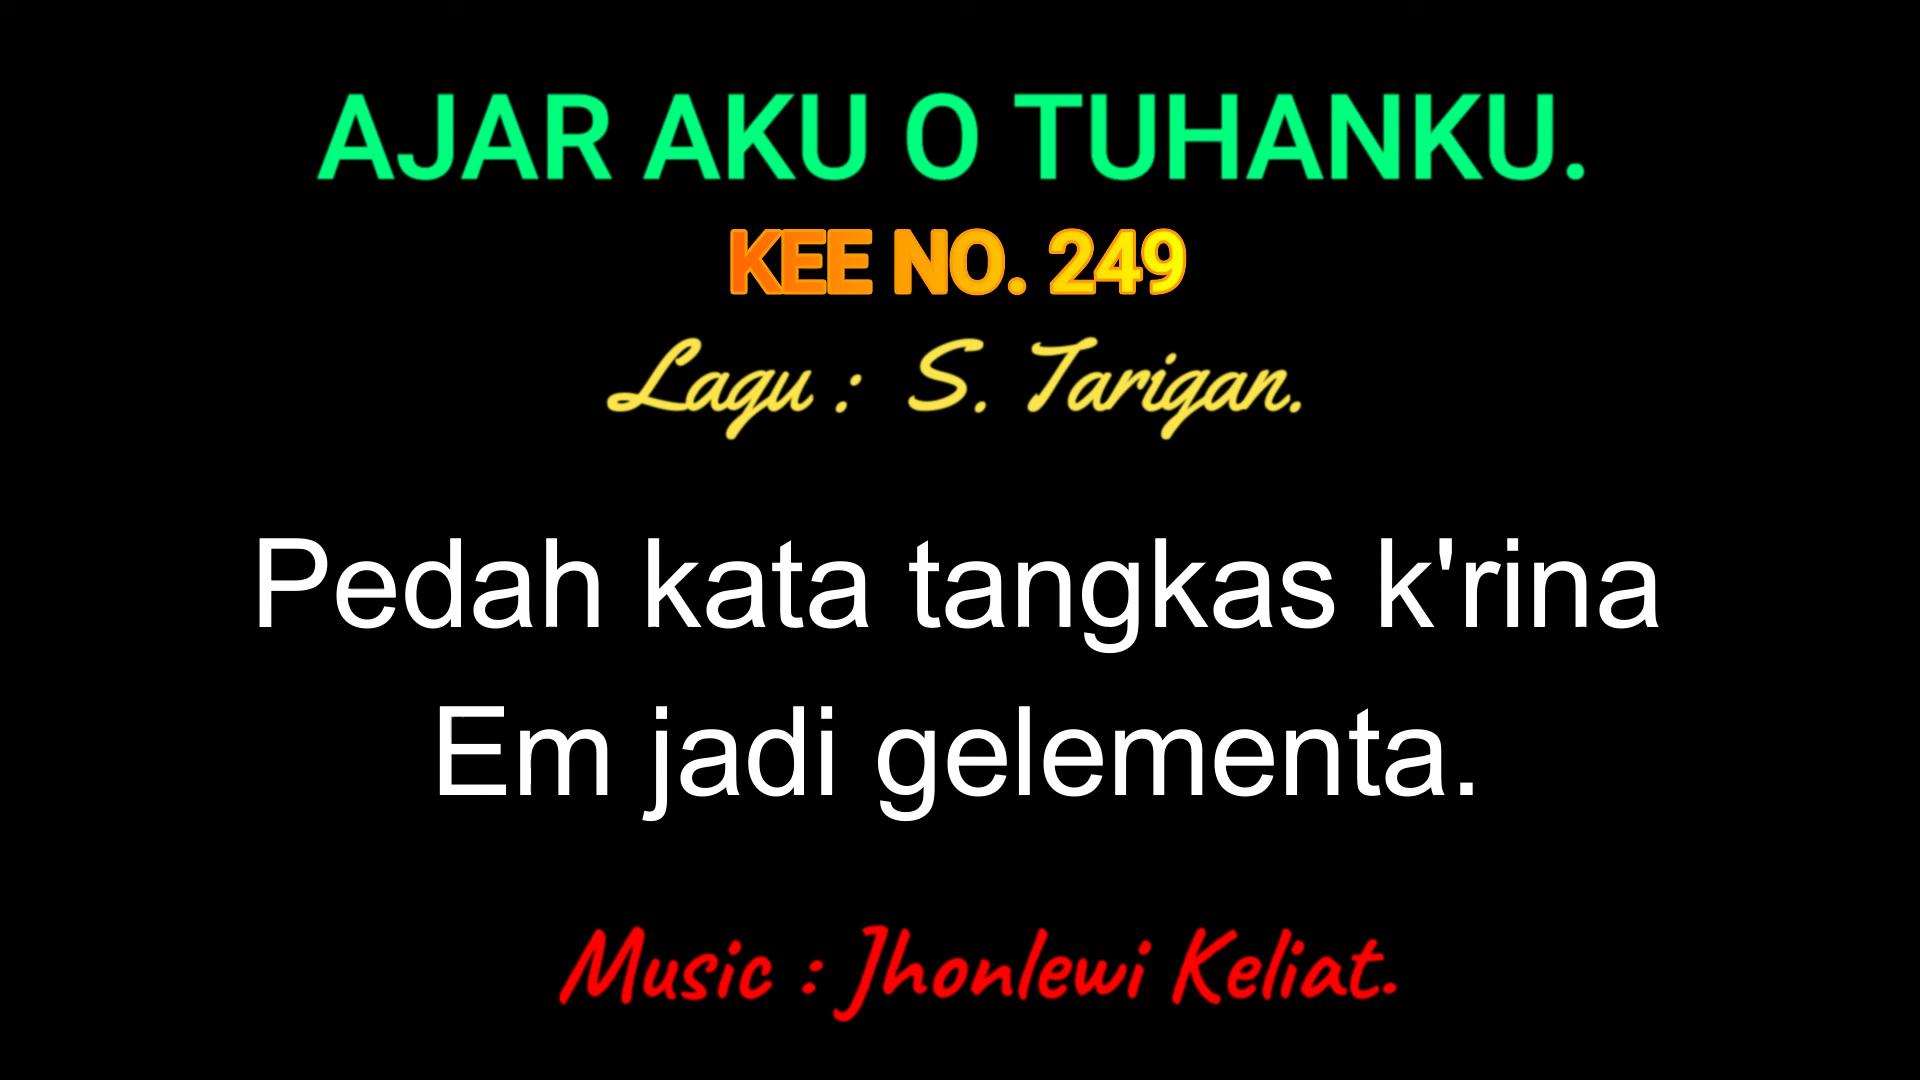 AJAR AKU O TUHANKU.
KEE NO. 249
Lagu : S. Tarigan.
Pedah kata tangkas k'rina
Em jadi gelementa.
Music : Jhonlewi Keliat.